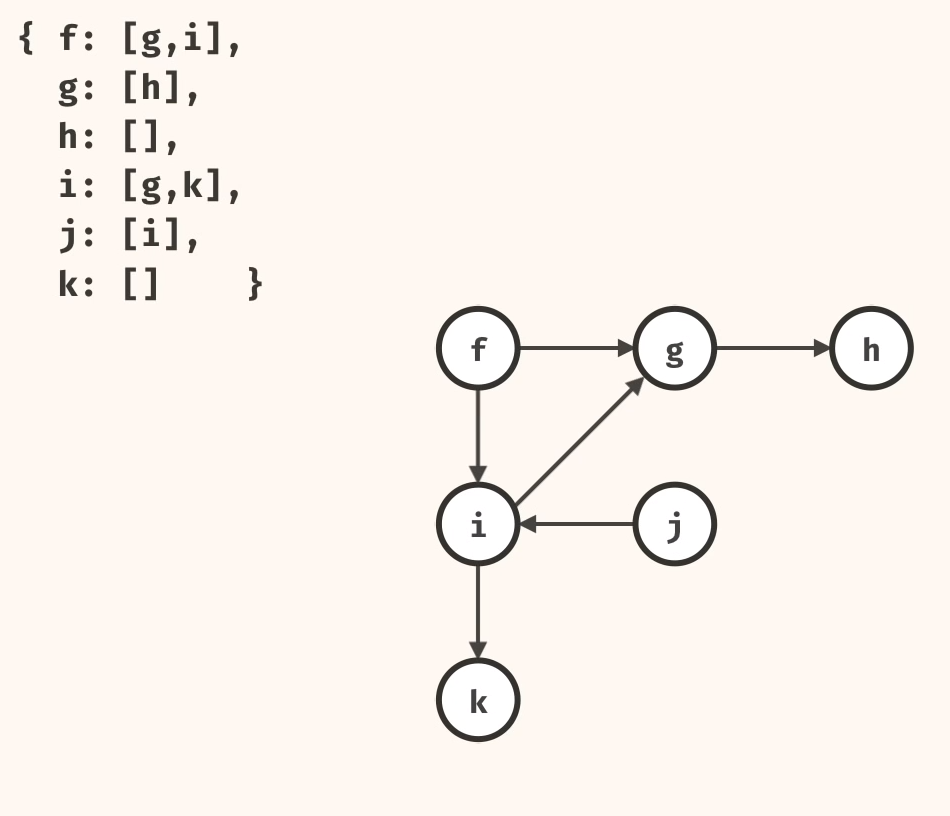 { f: [g,i],
g: [h],
h: [],
i: [g,k],
j: [i],
k: [] }
f g h
i j
k